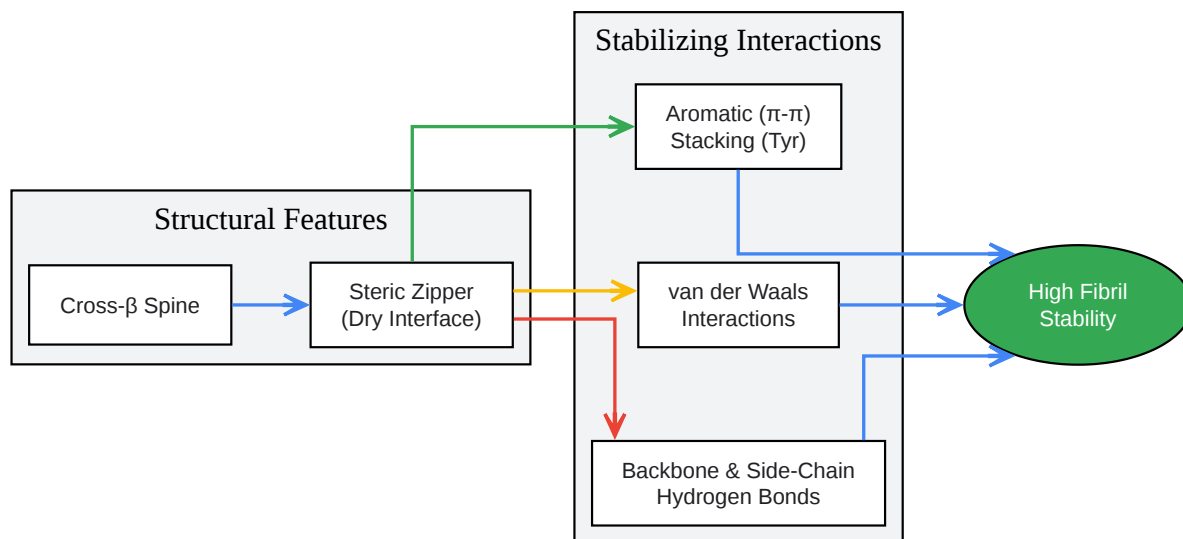 Stabilizing Interactions
Aromatic (π-π)
Stacking (Tyr)
Structural Features
Cross-β Spine
Steric Zipper
(Dry Interface)
van der Waals
Interactions
High Fibril
Stability
Backbone & Side-Chain
Hydrogen Bonds